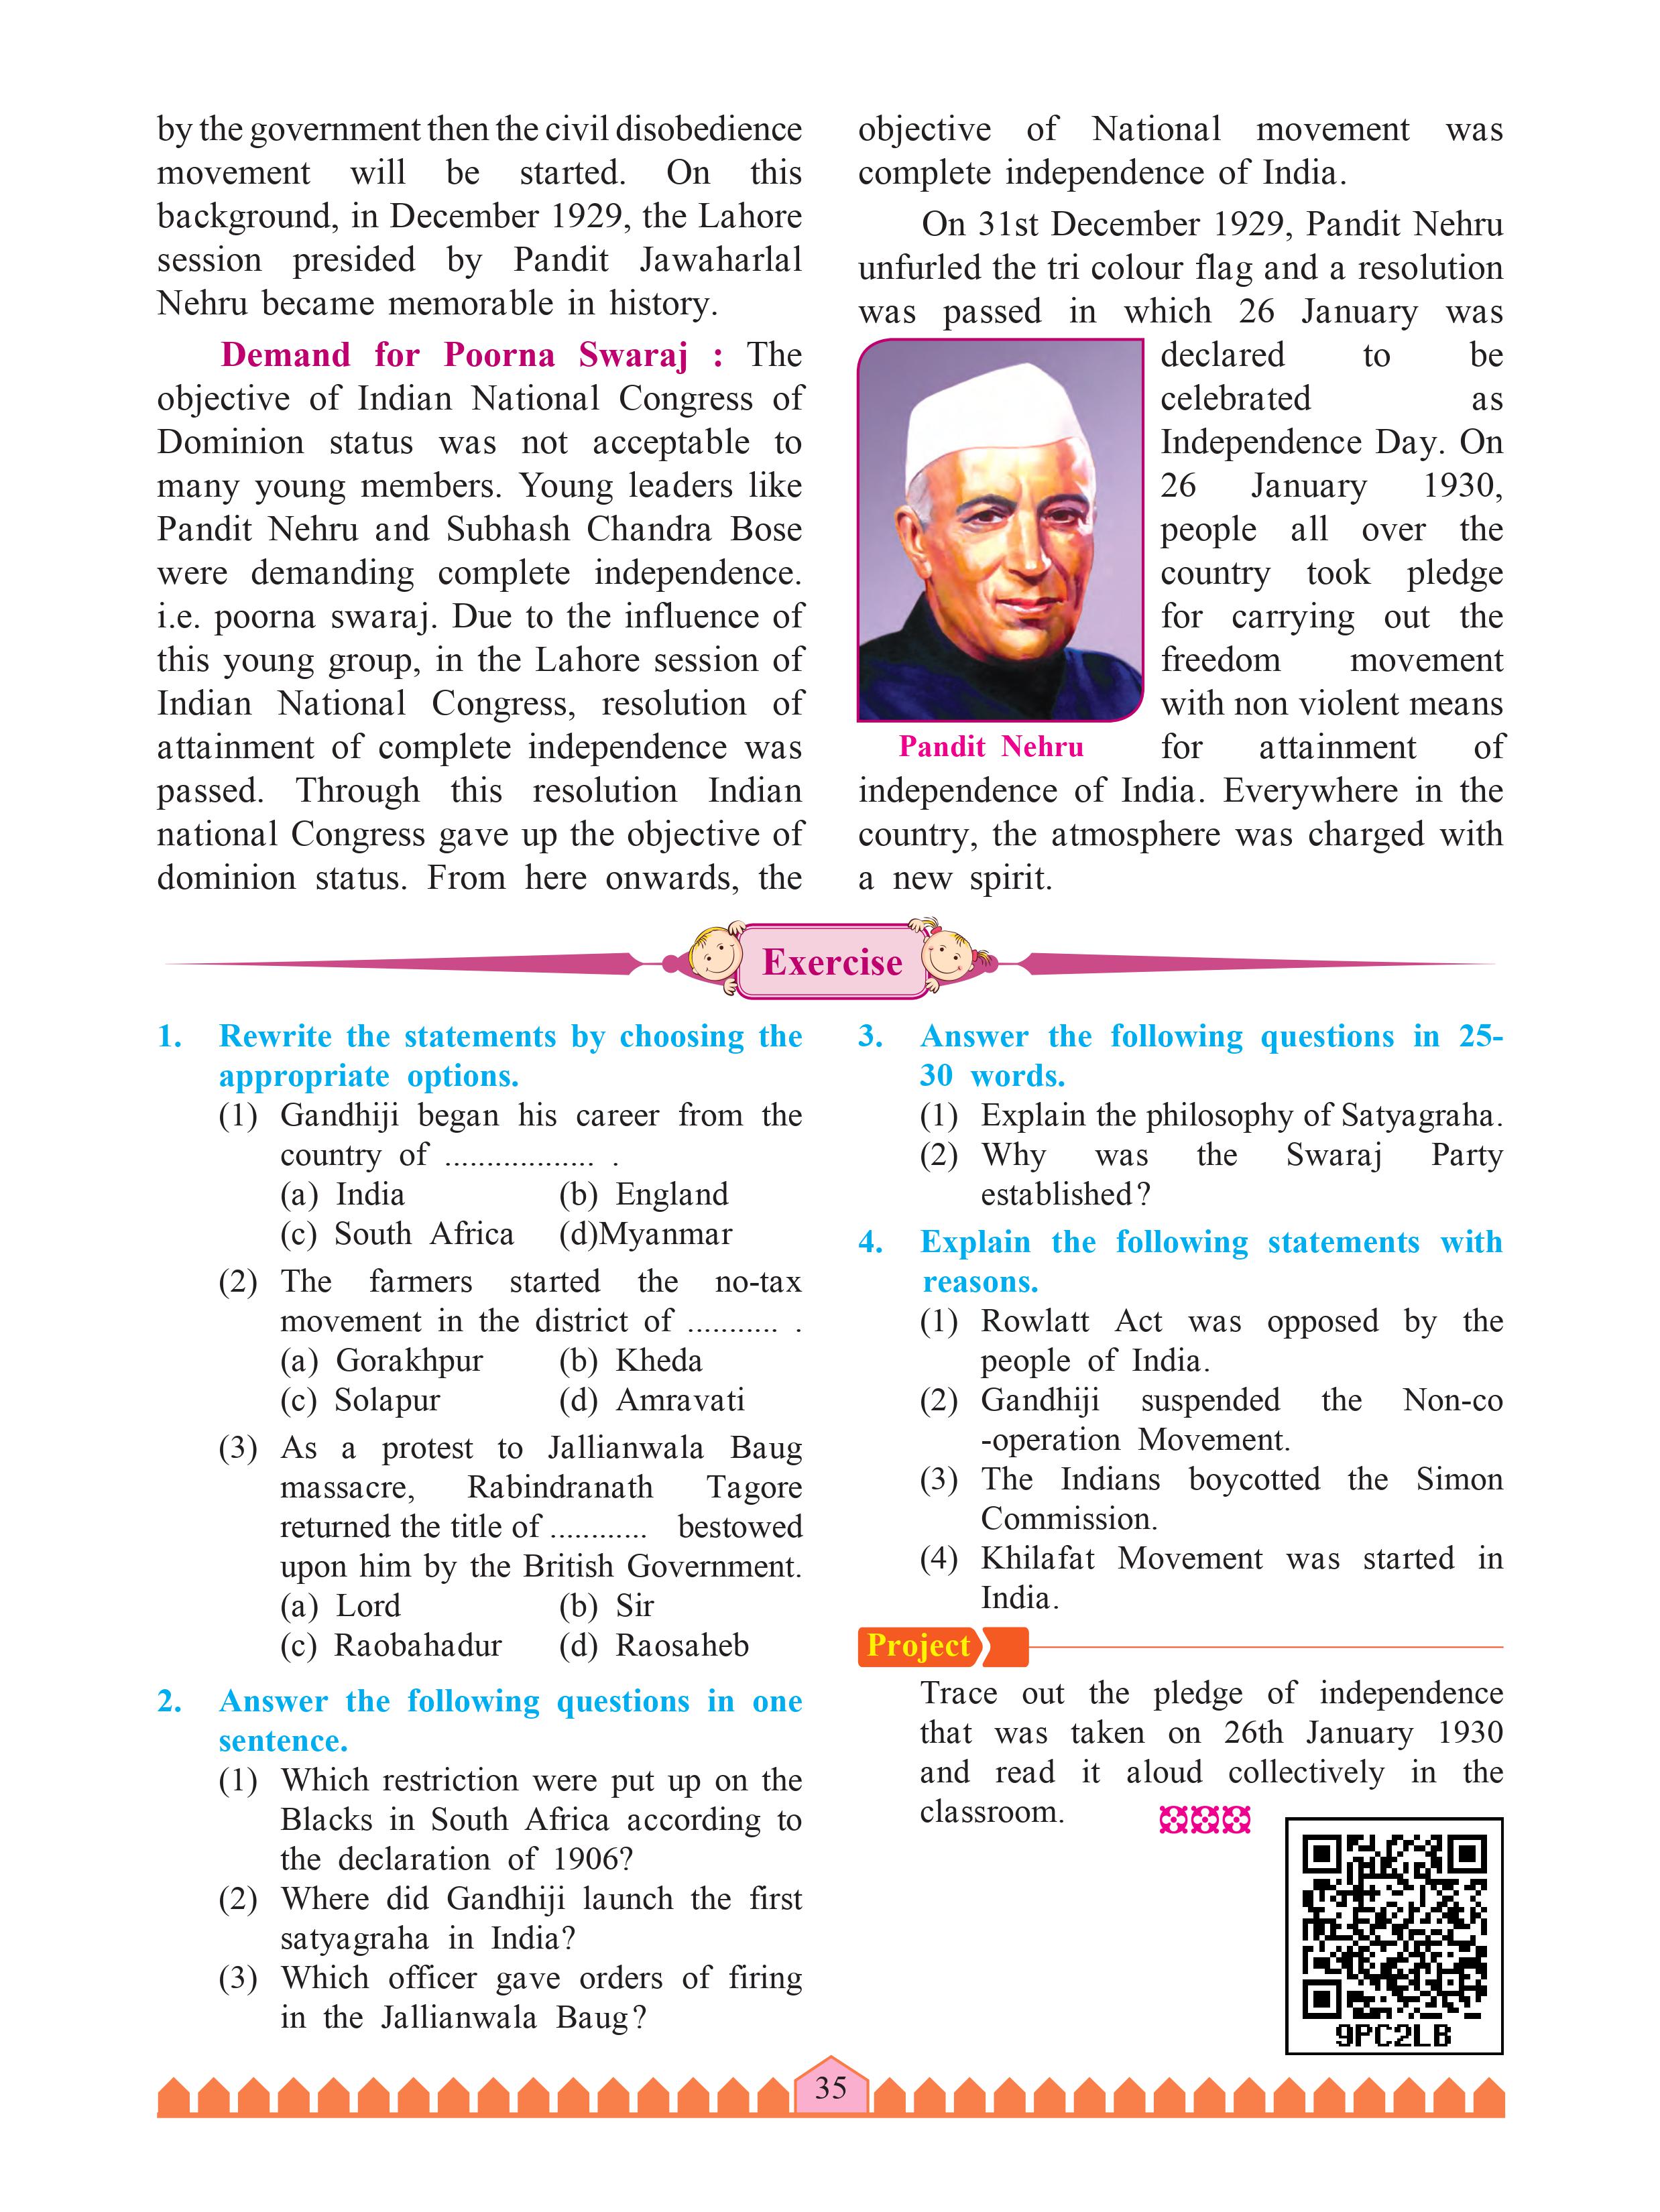 by the government then the civil disobedience
movement will be started. On this
background, in December 1929, the Lahore
session presided by Pandit Jawaharlal
Nehru became memorable in history.
Demand for Poorna Swaraj : The
objective of Indian National Congress of
Dominion status was not acceptable to
many young members. Young leaders like
Pandit Nehru and Subhash Chandra Bose
were demanding complete independence.
i.e. poorna swaraj. Due to the influence of
this young group, in the Lahore session of
Indian National Congress, resolution of
attainment of complete independence was
passed. Through this resolution Indian
national Congress gave up the objective of
dominion status. From here onwards, the
objective of National movement was
complete independence of India.
On 31st December 1929, Pandit Nehru
unfurled the tri colour flag and a resolution
was passed in which 26 January was
declared to be
celebrated as
Independence Day. On
26 January 1930,
people all over the
country took pledge
for carrying out the
freedom movement
with non violent means
for attainment of
Pandit Nehru
independence of India. Everywhere in the
country, the atmosphere was charged with
a new spirit.
Exercise
1. Rewrite the statements by choosing the
appropriate options.
(1) Gandhiji began his career from the
country of .................. .
(a) India (b) England
(c) South Africa (d)Myanmar
(2) The farmers started the no-tax
movement in the district of ........... .
(a) Gorakhpur (b) Kheda
(c) Solapur (d) Amravati
(3) As a protest to Jallianwala Baug
massacre, Rabindranath Tagore
returned the title of ............ bestowed
upon him by the British Government.
(a) Lord (b) Sir
(c) Raobahadur (d) Raosaheb
2. Answer the following questions in one
sentence.
(1) Which restriction were put up on the
Blacks in South Africa according to
the declaration of 1906?
(2) Where did Gandhiji launch the first
satyagraha in India?
(3) Which officer gave orders of firing
in the Jallianwala Baug?
3. Answer the following questions in 25-
30 words.
(1) Explain the philosophy of Satyagraha.
(2) Why was the Swaraj Party
established?
4. Explain the following statements with
reasons.
(1) Rowlatt Act was opposed by the
people of India.
(2) Gandhiji suspended the Non-co
-operation Movement.
(3) The Indians boycotted the Simon
Commission.
(4) Khilafat Movement was started in
India.
Project
Trace out the pledge of independence
that was taken on 26th January 1930
and read it aloud collectively in the
classroom.
9PC2LB
35